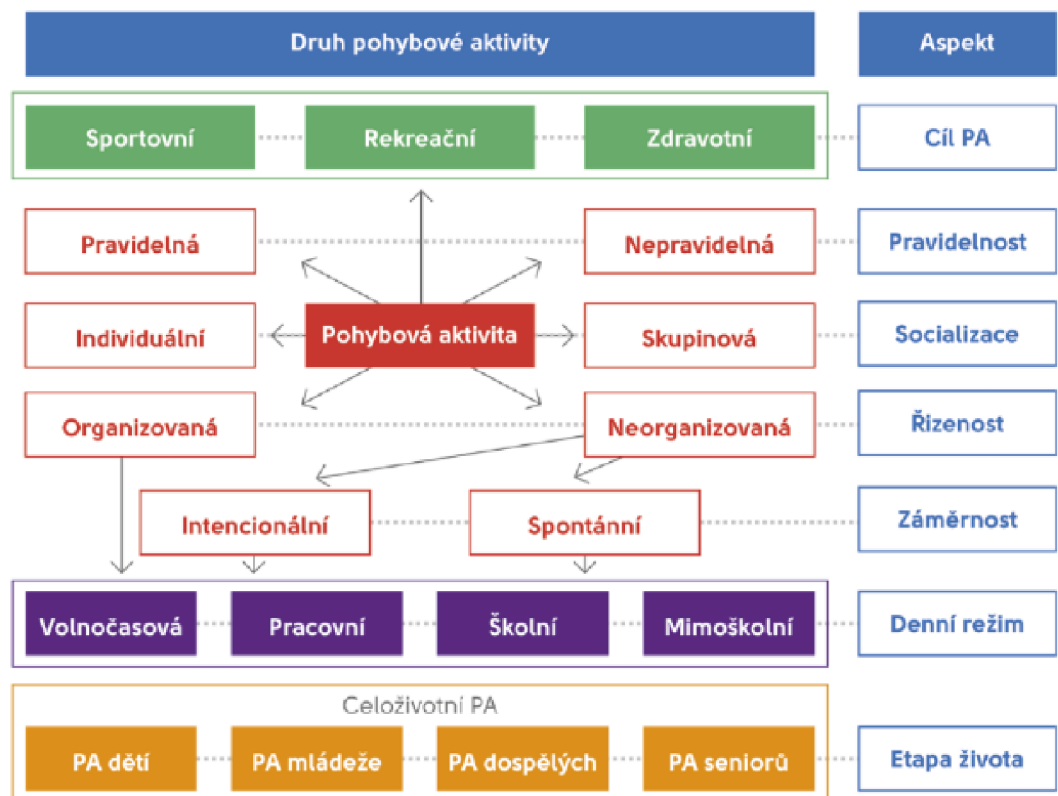 Druh pohybové aktivity
Aspekt
Sportovní
Rekreační
Zdravotní
Cíl PA
Pravidelná
Nepravidelná
Pravidelnost
Individuální
Pohybová aktivita
Skupinová
Socializace
Organizovaná
Neorganizovaná
Řizenost
Intencionální
Spontánní
Záměrnost
Volnočasová
Pracovní
Školní
Mimoškolní
Denní režim
Celoživotní PA
PA dětí
PA mládeže
PA dospělých
PA seniorů
Etapa života